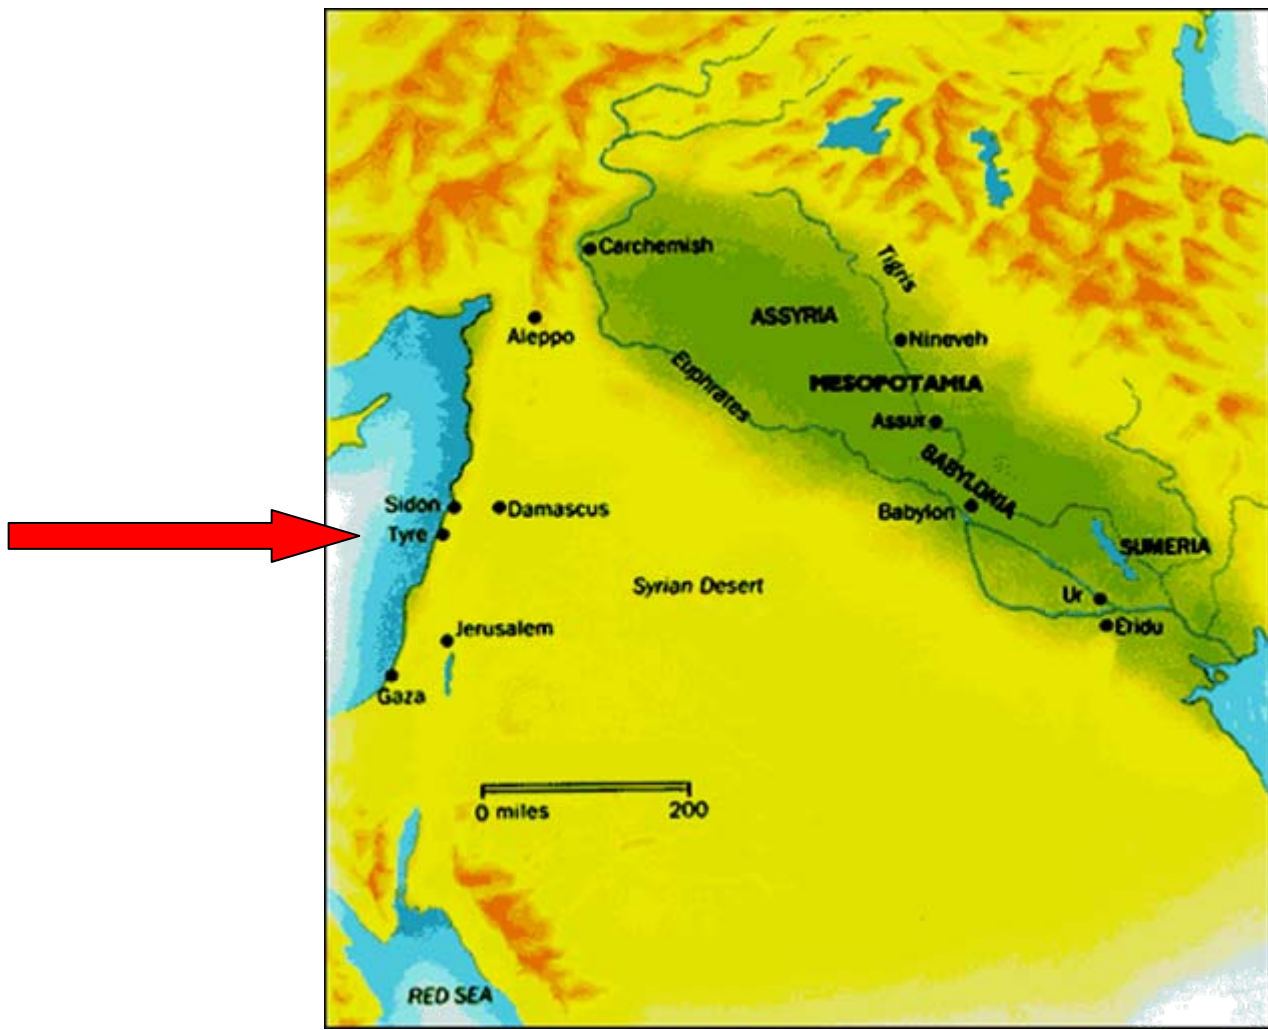 Carchemish
Tigris
ASSYRIA
Aleppo
Nineveh
Euphrates
MESOPOTAMIA
Assur
BABYLONIA
Sidon
Damascus
Babylon
Tyre
SUMERIA
Syrian Desert
Ur
Jerusalem
Eridu
Gaza
0 miles 200
RED SEA